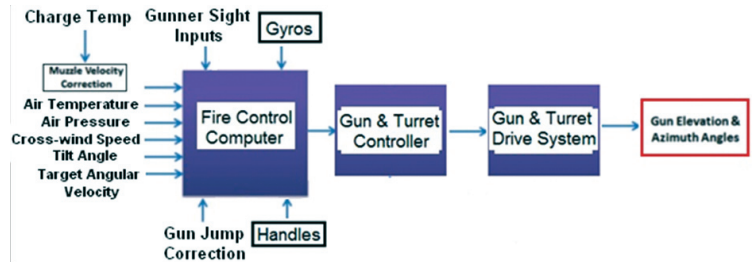 Charge Temp
Gunner Sight
Inputs
Gyros
Muzzle Velocity
Correction
Air Temperature
Air Pressure
Cross-wind Speed
Tilt Angle
Target Angular
Velocity
Fire Control
Computer
Gun & Turret
Controller
Gun & Turret
Drive System
Gun Elevation &
Azimuth Angles
Gun Jump
Correction
Handles